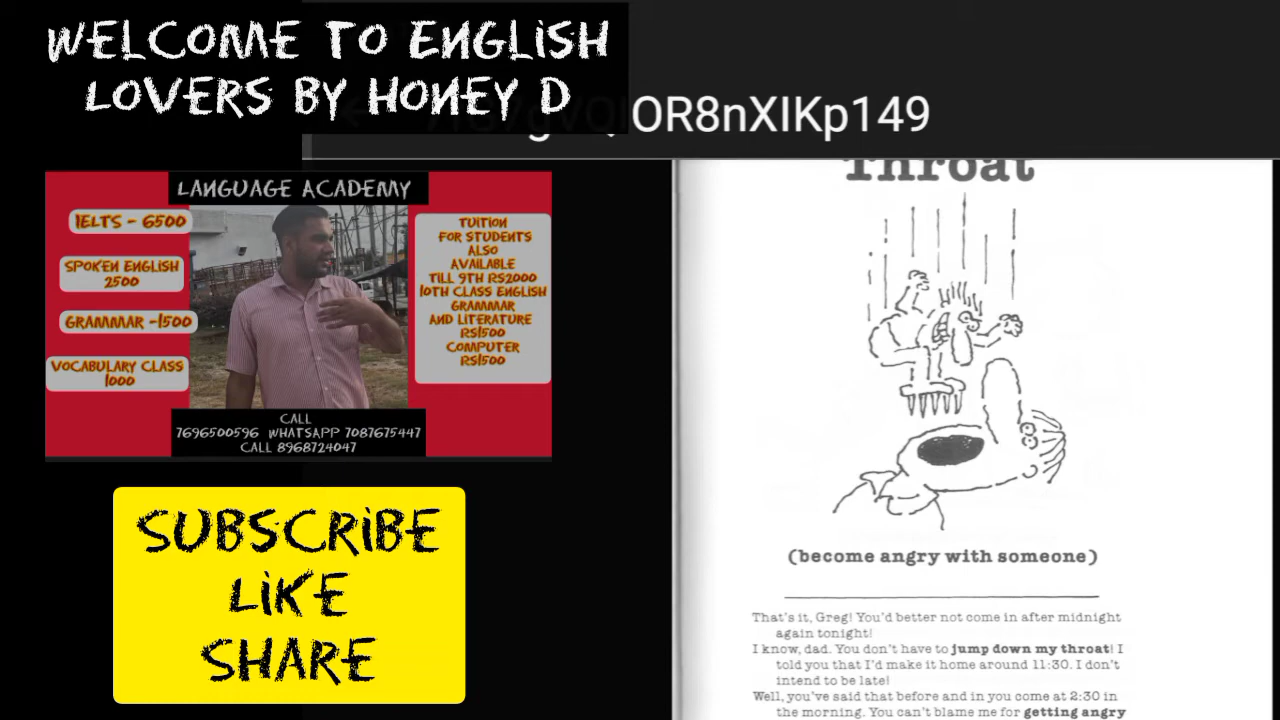 WELCOME TO ENGLISH
LOVERS BY HONEY D
OR8nXIKp149
LANGUAGE ACADEMY
IELTS - 6500
SPOKEN ENGLISH
2500
GRAMMAR -1500
VOCABULARY CLASS
1000
TUITION
FOR STUDENTS
ALSO
AVAILABLE
TILL 9TH RS2000
10TH CLASS ENGLISH
GRAMMAR
AND LITERATURE
RS1500
COMPUTER
RS1500
CALL
7696500596 WHATSAPP 7087675447
CALL 8968724047
SUBSCRIBE
LIKE
SHARE
Throat
(become angry with someone)
That's it, Greg! You'd better not come in after midnight
again tonight!
I know, dad. You don't have to jump down my throat! I
told you that I'd make it home around 11:30. I don't
intend to be late!
Well, you've said that before and in you come at 2:30 in
the morning. You can't blame me for getting angry